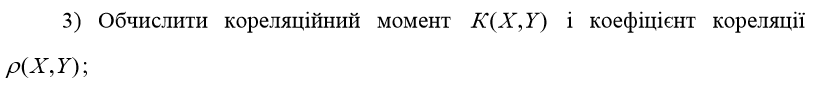 3) Обчислити кореляційний момент K(X,Y) і коефіцієнт кореляції
ρ(X,Y);